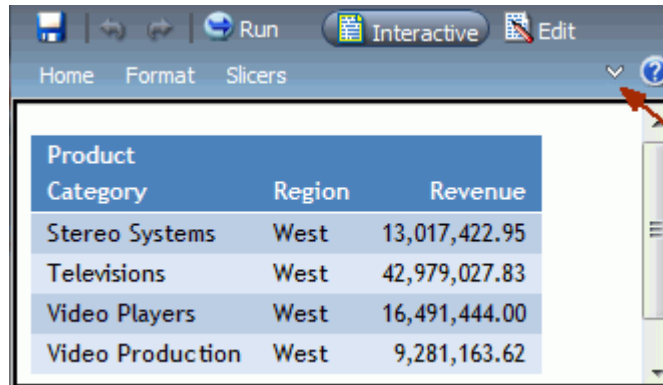 Run Interactive Edit
Home Format Slicers
?
Product
Category Region Revenue
Stereo Systems West 13,017,422.95
Televisions West 42,979,027.83
Video Players West 16,491,444.00
Video Production West 9,281,163.62